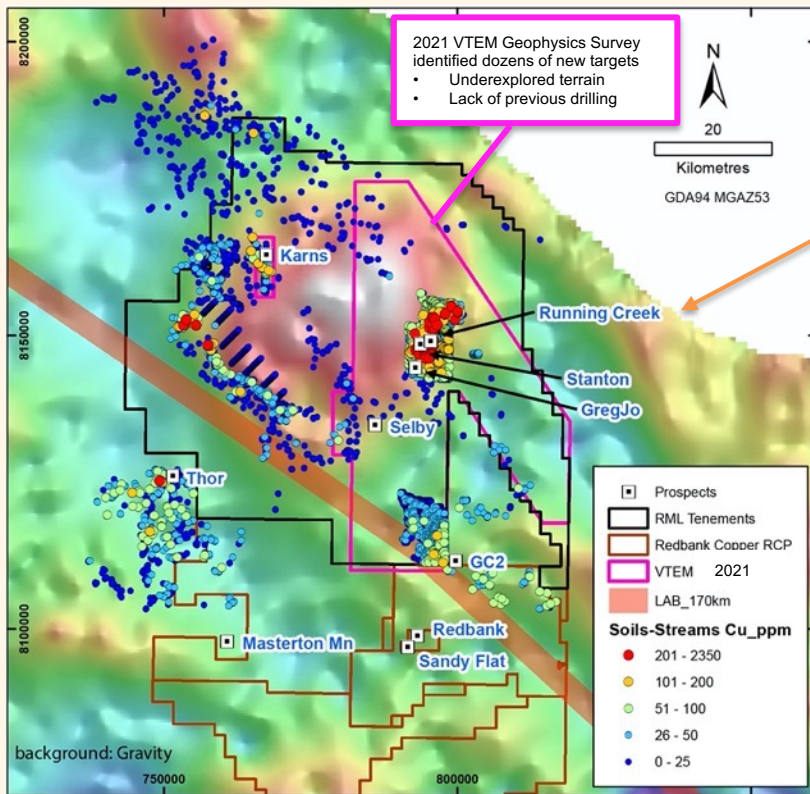 2021 VTEM Geophysics Survey
identified dozens of new targets
• Underexplored terrain
• Lack of previous drilling
N
20
Kilometres
GDA94 MGAZ53
8200000
8150000
8100000
Karns
Running Creek
Stanton
GregJo
Selby
Thor
GC2
Redbank
Masterton Mn
Sandy Flat
Prospects
RML Tenements
Redbank Copper RCP
VTEM 2021
LAB_170km
Soils-Streams Cu_ppm
201 - 2350
101 - 200
51 - 100
26 - 50
0 - 25
background: Gravity
750000
800000